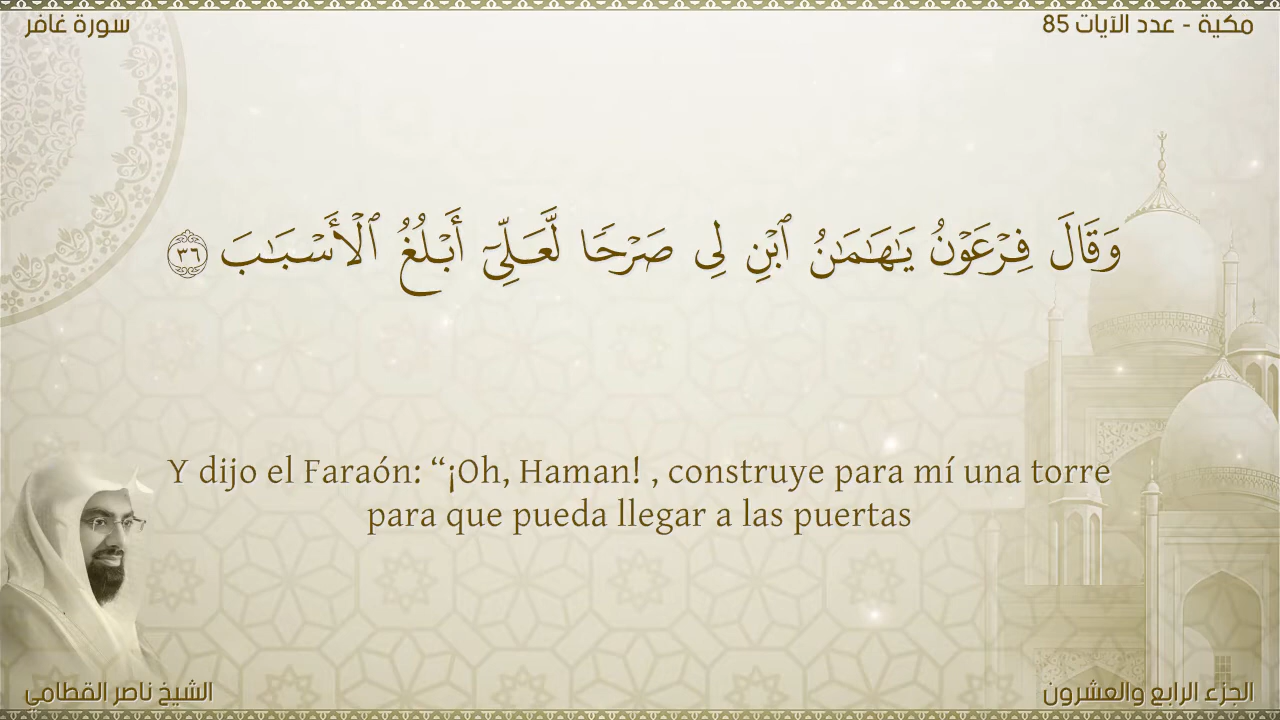 سورة غافر
مكية - عدد الآيات 85
وَقَالَ فِرْعَوْنُ يَـٰهَـٰمَـٰنُ ٱبْنِ لِى صَرْحًا لَّعَلِّىٓ أَبْلُغُ ٱلْأَسْبَـٰبَ ٣٦
Y dijo el Faraón: “¡Oh, Haman! , construye para mí una torre
para que pueda llegar a las puertas
الشيخ ناصر القطامي
الجزء الرابع والعشرون